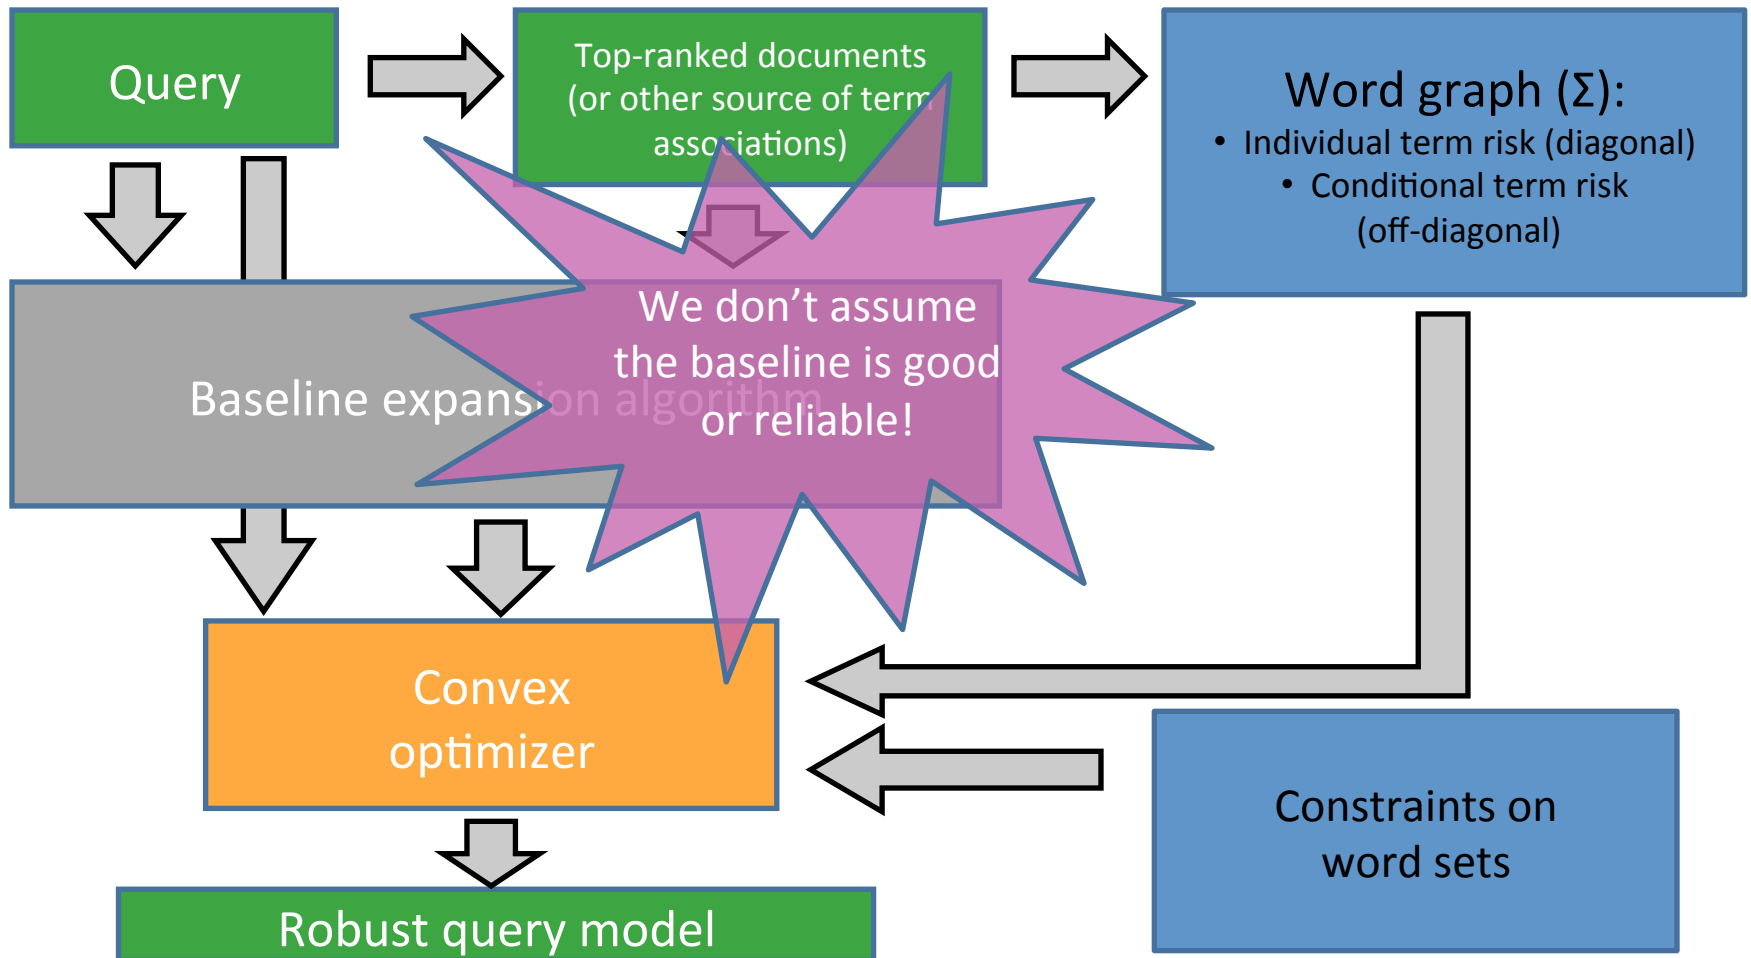 Query
Top-ranked documents
(or other source of term
associations)
Word graph (Σ):
• Individual term risk (diagonal)
• Conditional term risk
(off-diagonal)
Baseline expansion algorithm
We don’t assume
the baseline is good
or reliable!
Convex
optimizer
Constraints on
word sets
Robust query model